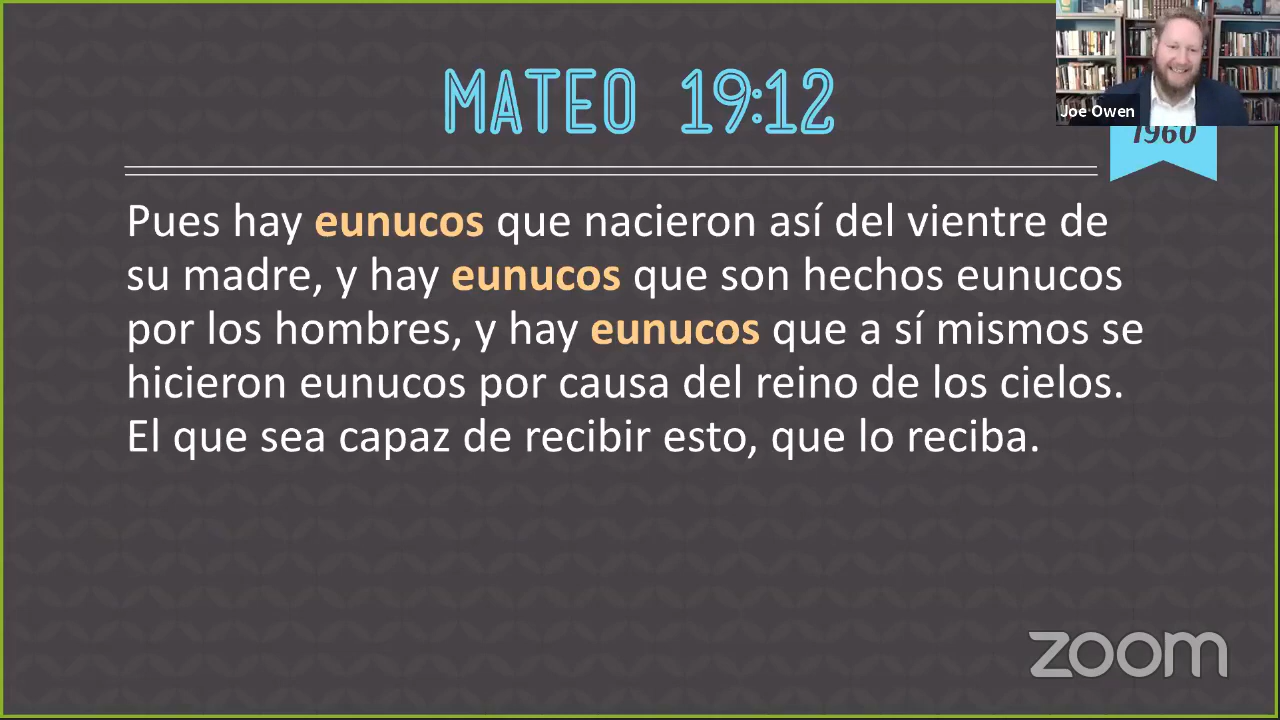 MATEO 19:12
Joe Owen
1960
Pues hay eunucos que nacieron así del vientre de
su madre, y hay eunucos que son hechos eunucos
por los hombres, y hay eunucos que a sí mismos se
hicieron eunucos por causa del reino de los cielos.
El que sea capaz de recibir esto, que lo reciba.
zoom